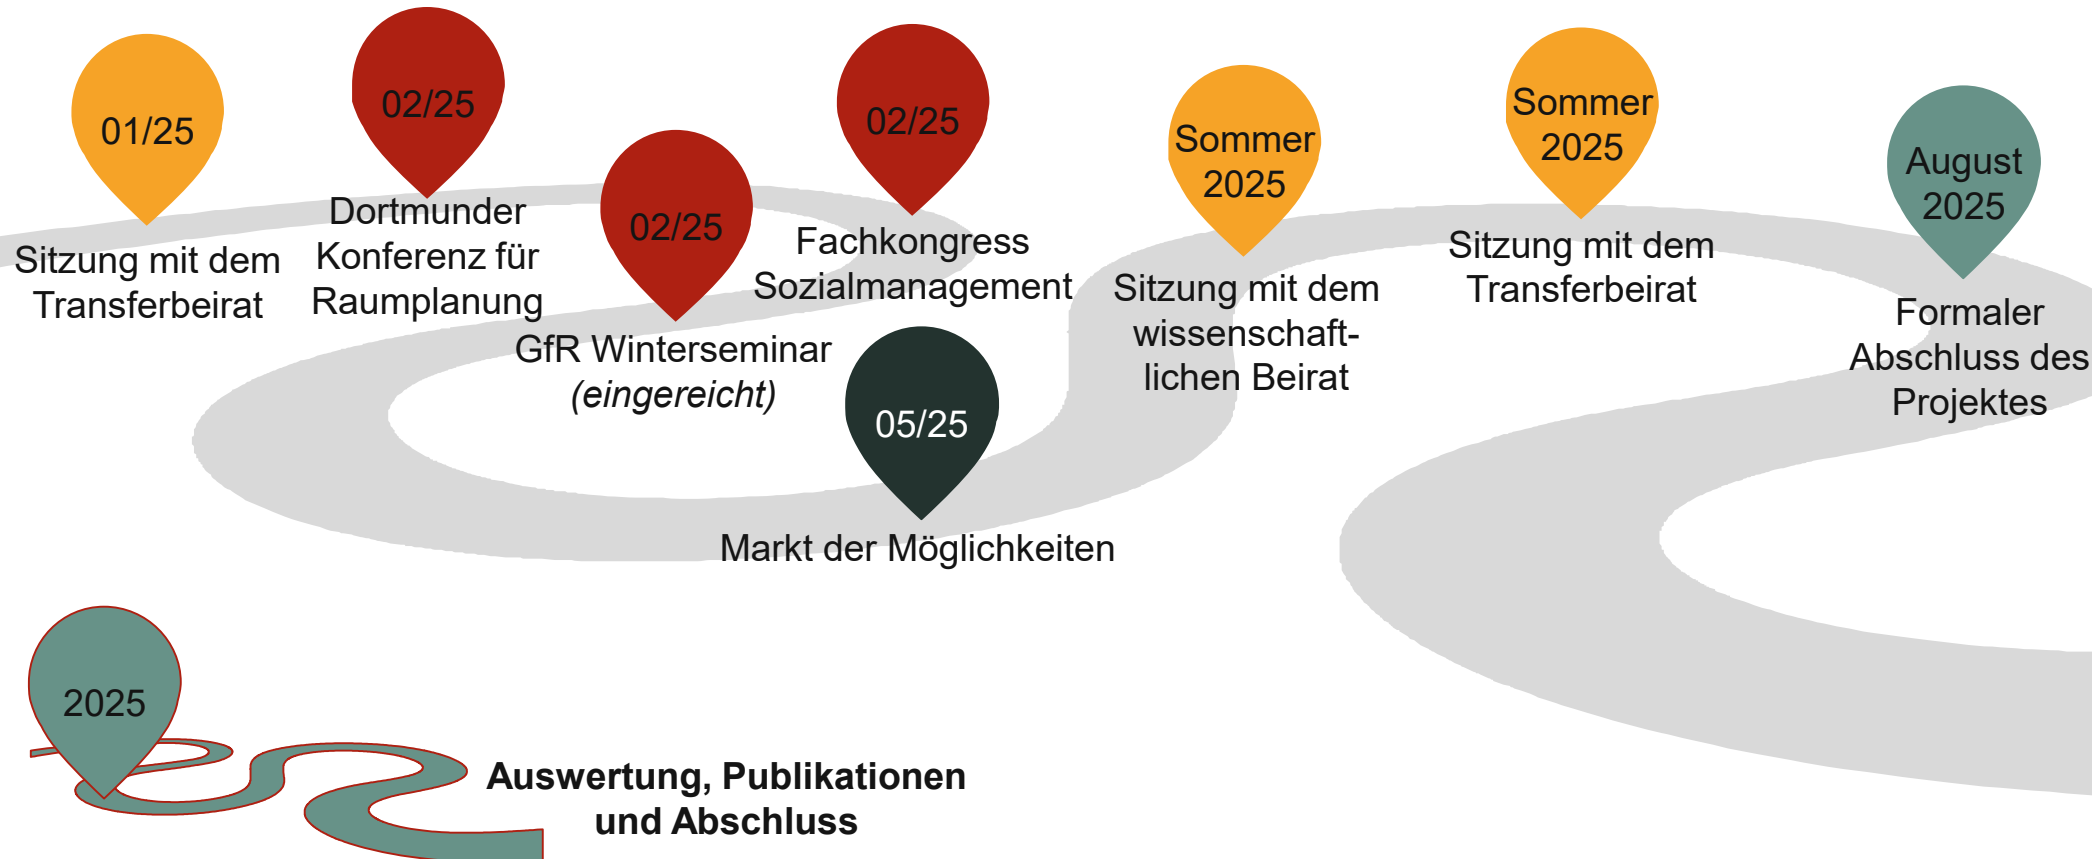 01/25
Sitzung mit dem
Transferbeirat
02/25
Dortmunder
Konferenz für
Raumplanung
02/25
GfR Winterseminar
(eingereicht)
02/25
Fachkongress
Sozialmanagement
05/25
Markt der Möglichkeiten
Sommer
2025
Sitzung mit dem
wissenschaft-
lichen Beirat
Sommer
2025
Sitzung mit dem
Transferbeirat
August
2025
Formaler
Abschluss des
Projektes
2025
Auswertung, Publikationen
und Abschluss